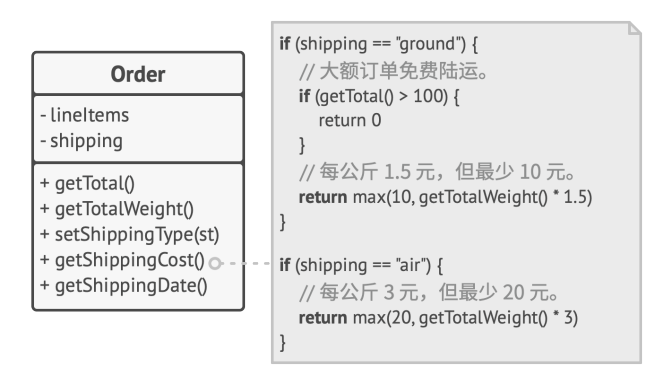 Order
- lineItems
- shipping
+ getTotal()
+ getTotalWeight()
+ setShippingType(st)
+ getShippingCost()
+ getShippingDate()
if (shipping == "ground") {
// 大额订单免费陆运。
if (getTotal() > 100) {
return 0
}
// 每公斤 1.5 元，但最少 10 元。
return max(10, getTotalWeight() * 1.5)
}
if (shipping == "air") {
// 每公斤 3 元，但最少 20 元。
return max(20, getTotalWeight() * 3)
}